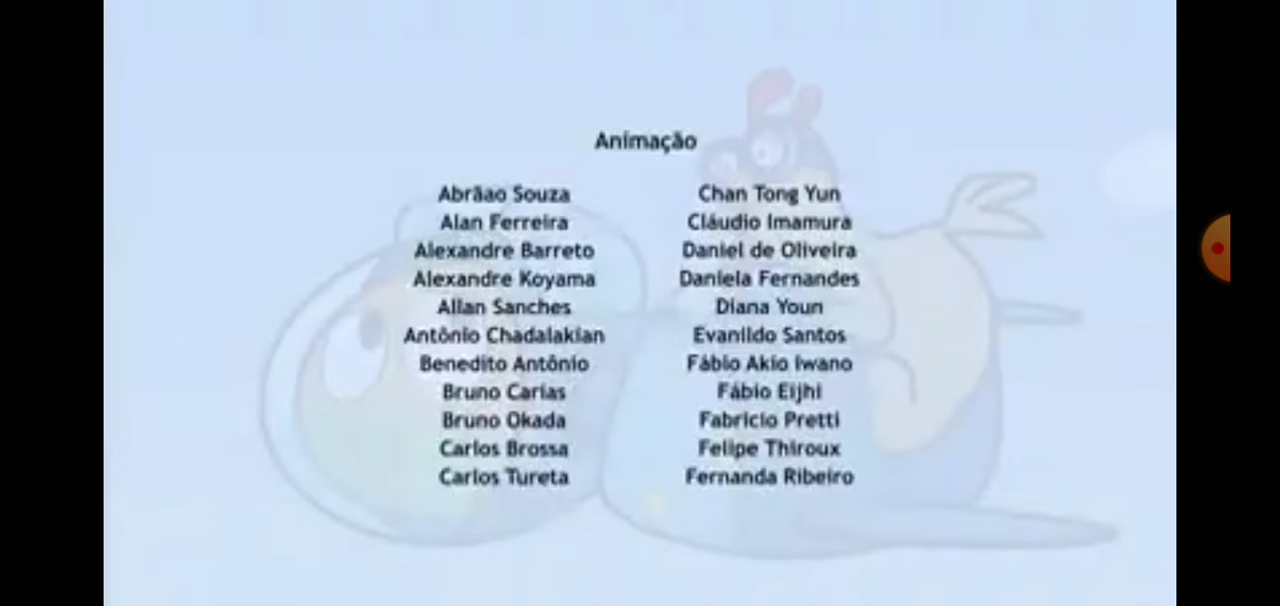 Animação
Abrãao Souza
Alan Ferreira
Alexandre Barreto
Alexandre Koyama
Allan Sanches
Antônio Chadalakian
Benedito Antônio
Bruno Carias
Bruno Okada
Carlos Brossa
Carlos Tureta
Chan Tong Yun
Cláudio Imamura
Daniel de Oliveira
Daniela Fernandes
Diana Youn
Evanildo Santos
Fábio Akio Iwano
Fábio Eijhi
Fabricio Pretti
Felipe Thiroux
Fernanda Ribeiro